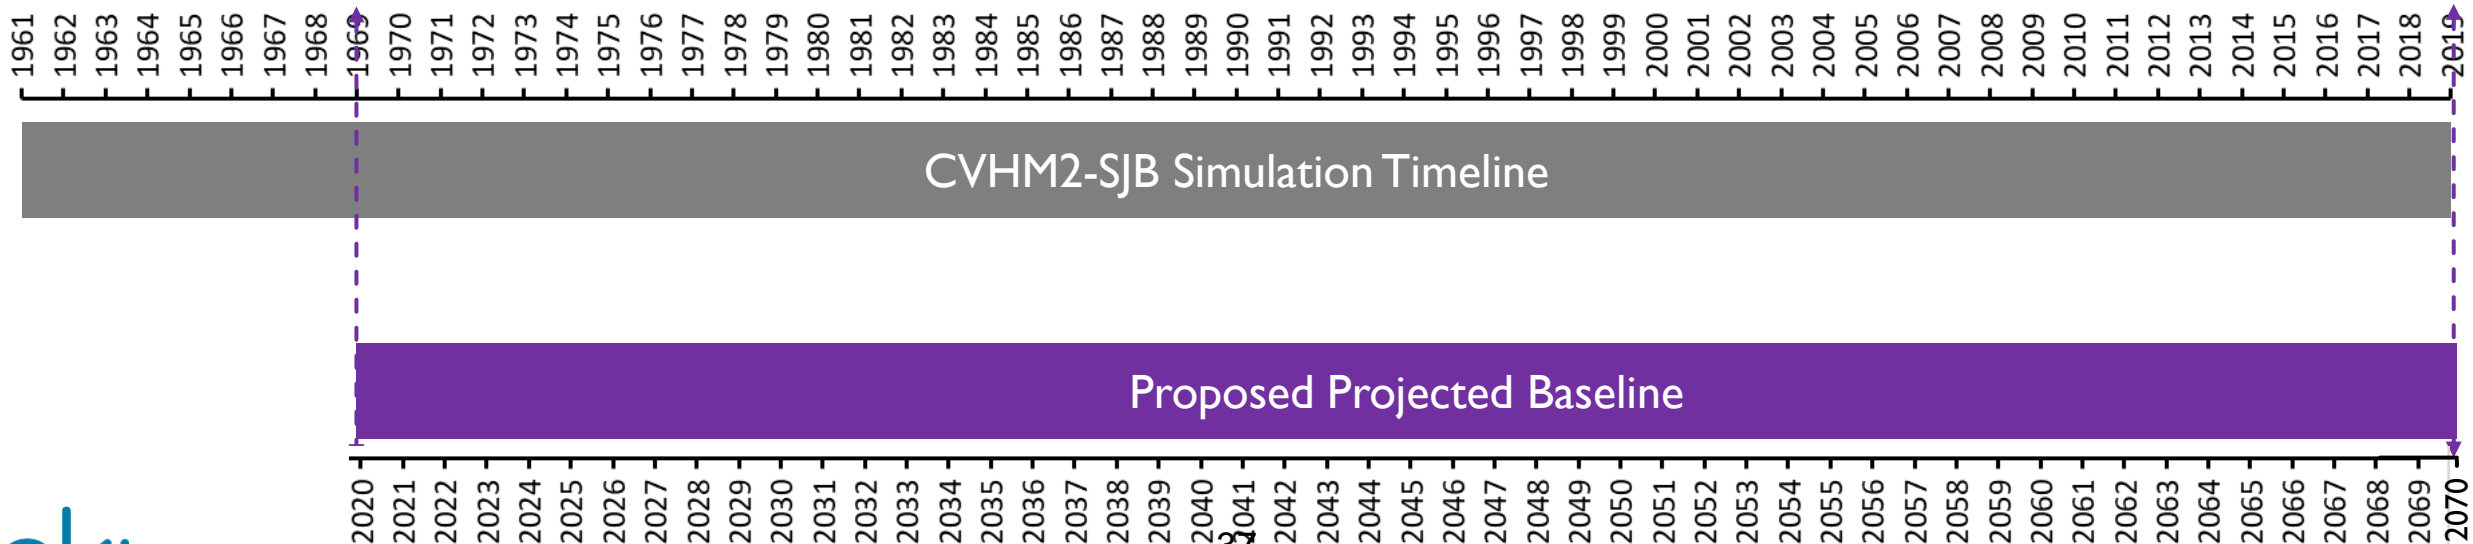 1961 1962 1963 1964 1965 1966 1967 1968 1969 1970 1971 1972 1973 1974 1975 1976 1977 1978 1979 1980 1981 1982 1983 1984 1985 1986 1987 1988 1989 1990 1991 1992 1993 1994 1995 1996 1997 1998 1999 2000 2001 2002 2003 2004 2005 2006 2007 2008 2009 2010 2011 2012 2013 2014 2015 2016 2017 2018 2019
CVHM2-SJB Simulation Timeline
Proposed Projected Baseline
2020 2021 2022 2023 2024 2025 2026 2027 2028 2029 2030 2031 2032 2033 2034 2035 2036 2037 2038 2039 2040 2041 2042 2043 2044 2045 2046 2047 2048 2049 2050 2051 2052 2053 2054 2055 2056 2057 2058 2059 2060 2061 2062 2063 2064 2065 2066 2067 2068 2069 2070